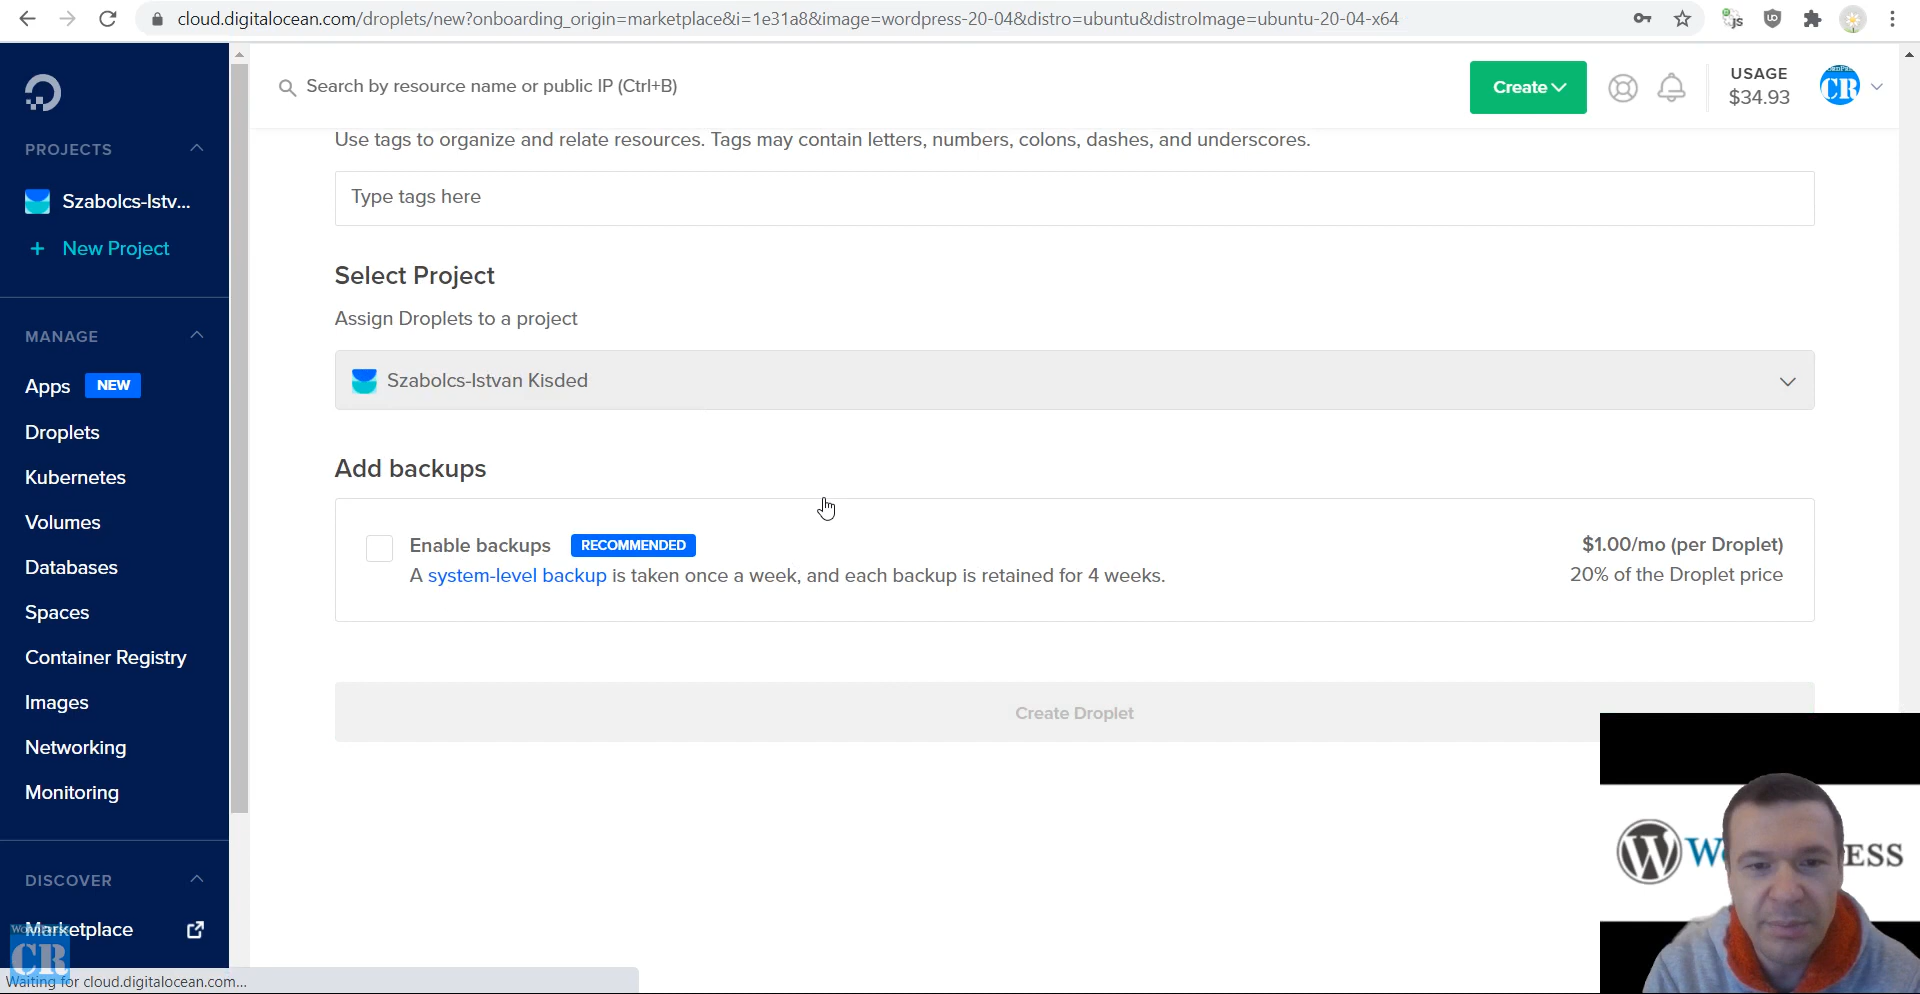 cloud.digitalocean.com/droplets/new?onboarding_origin=marketplace&i=1e31a8&image=wordpress-20-04&distro=ubuntu&distroImage=ubuntu-20-04-x64
Search by resource name or public IP (Ctrl+B)
Create
USAGE
$34.93
CR
PROJECTS
Szabolcs-Istv...
+ New Project
MANAGE
Apps NEW
Droplets
Kubernetes
Volumes
Databases
Spaces
Container Registry
Images
Networking
Monitoring
DISCOVER
Marketplace
CR
Waiting for cloud.digitalocean.com...
Use tags to organize and relate resources. Tags may contain letters, numbers, colons, dashes, and underscores.
Type tags here
Select Project
Assign Droplets to a project
Szabolcs-Istvan Kisded
Add backups
Enable backups RECOMMENDED
$1.00/mo (per Droplet)
A system-level backup is taken once a week, and each backup is retained for 4 weeks.
20% of the Droplet price
Create Droplet
W ESS